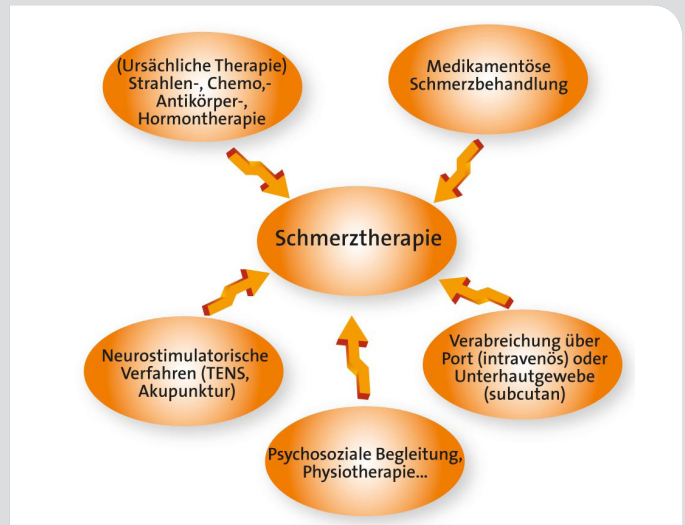 (Ursächliche Therapie)
Strahlen-, Chemo,-
Antikörper-,
Hormontherapie
Medikamentöse
Schmerzbehandlung
Schmerztherapie
Neurostimulatorische
Verfahren (TENS,
Akupunktur)
Verabreichung über
Port (intravenös) oder
Unterhautgewebe
(subcutan)
Psychosoziale Begleitung,
Physiotherapie...